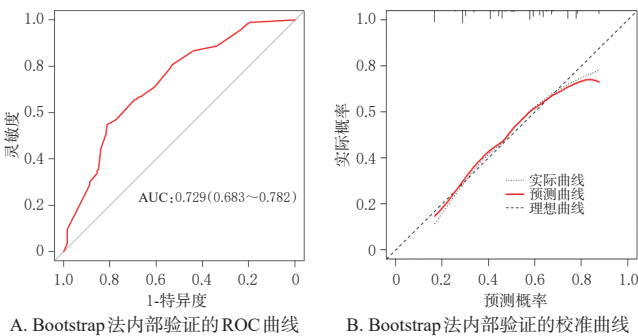 1.0
0.8
0.5
0.4
0.2
0
灵敏度
AUC:0.729(0.683～0.782)
1.0 0.8 0.6 0.4 0.2 0
1-特异度
A. Bootstrap法内部验证的ROC曲线
1.0
0.8
0.5
0.4
0.2
0
实际概率
实际曲线
预测曲线
理想曲线
0 0.2 0.4 0.6 0.8 1.0
预测概率
B. Bootstrap法内部验证的校准曲线